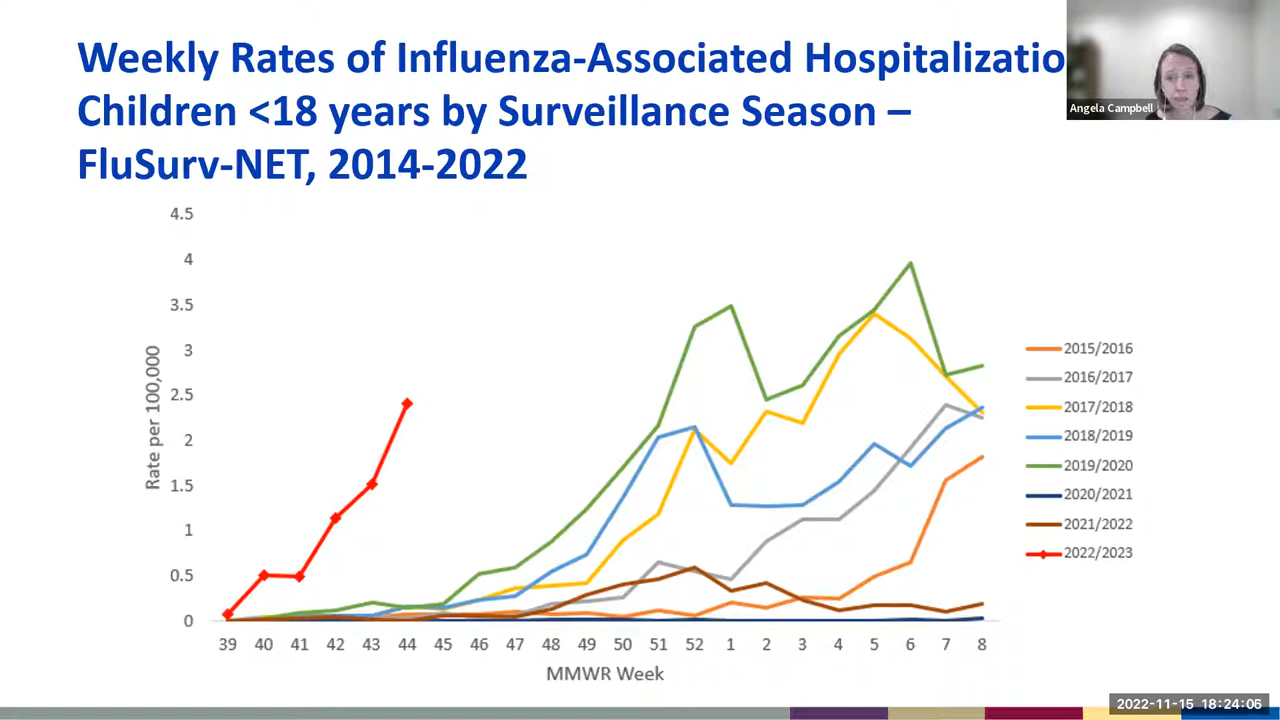 Weekly Rates of Influenza-Associated Hospitalizatio
Children <18 years by Surveillance Season –
FluSurv-NET, 2014-2022
Angela Campbell
4.5
4
3.5
3
2.5
2
1.5
1
0.5
0
Rate per 100,000
39 40 41 42 43 44 45 46 47 48 49 50 51 52 1 2 3 4 5 6 7 8
MMWR Week
2015/2016
2016/2017
2017/2018
2018/2019
2019/2020
2020/2021
2021/2022
2022/2023
2022-11-15 18:24:06